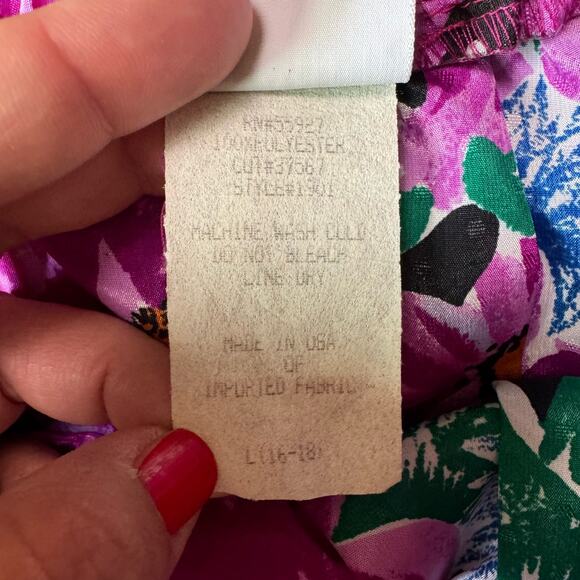 RN#55927
100%POLYESTER
CUT#37567
STYLE#1901
MACHINE WASH COLD
DO NOT BLEACH
LINE DRY
MADE IN USA
OF
IMPORTED FABRIC
L(16-18)